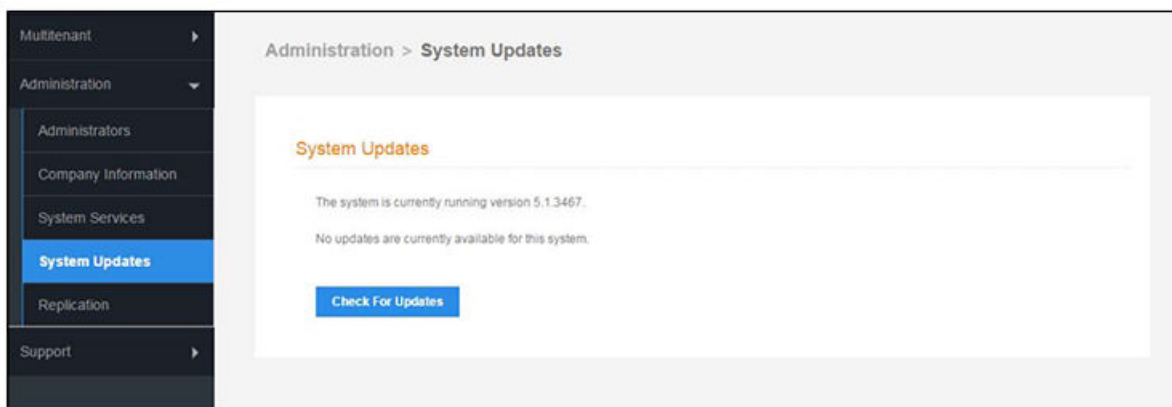 Multitenant
Administration
Administrators
Company Information
System Services
System Updates
Replication
Support
Administration > System Updates
System Updates
The system is currently running version 5.1.3467.
No updates are currently available for this system.
Check For Updates